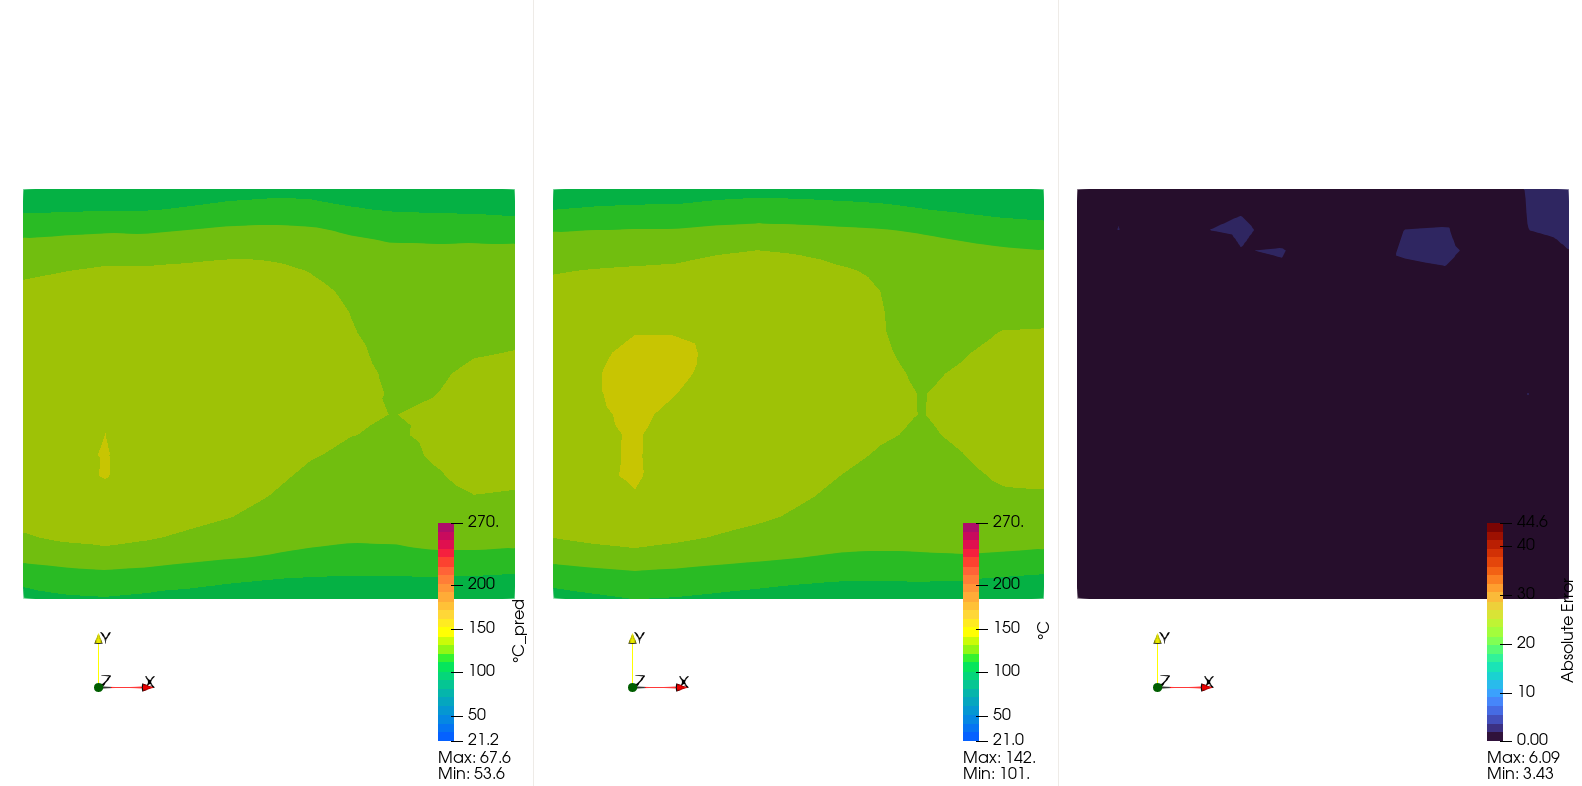 270.
200
150
100
50
21.2
°C_pred
Max: 67.6
Min: 53.6
Y
Z
X
270.
200
150
100
50
21.0
°C
Max: 142.
Min: 101.
Y
Z
X
44.6
40
30
20
10
0.00
Absolute Error
Max: 6.09
Min: 3.43
Y
Z
X